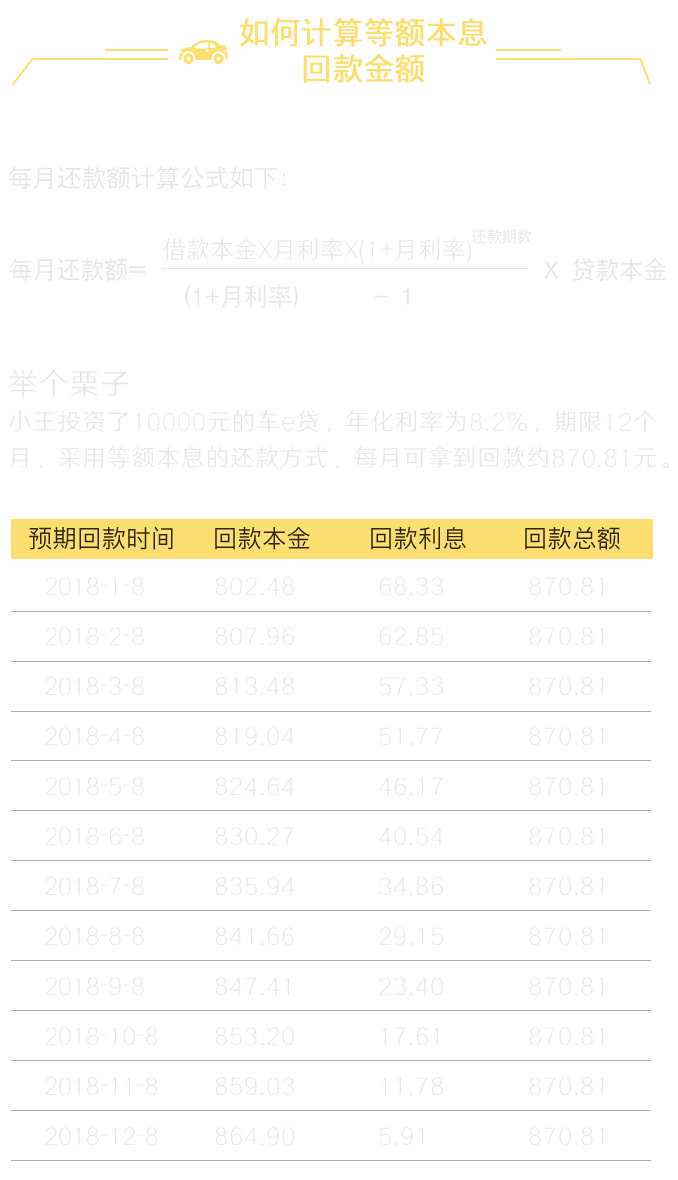 如何计算等额本息
回款金额
每月还款额计算公式如下：
每月还款额= 借款本金X月利率X(1+月利率)还款期数 X 贷款本金
(1+月利率) － 1
举个栗子
小王投资了10000元的车e贷，年化利率为8.2%，期限12个
月，采用等额本息的还款方式，每月可拿到回款约870.81元。
预期回款时间 回款本金 回款利息 回款总额
2018-1-8 802.48 68.33 870.81
2018-2-8 807.96 62.85 870.81
2018-3-8 813.48 57.33 870.81
2018-4-8 819.04 51.77 870.81
2018-5-8 824.64 46.17 870.81
2018-6-8 830.27 40.54 870.81
2018-7-8 835.94 34.86 870.81
2018-8-8 841.66 29.15 870.81
2018-9-8 847.41 23.40 870.81
2018-10-8 853.20 17.61 870.81
2018-11-8 859.03 11.78 870.81
2018-12-8 864.90 5.91 870.81